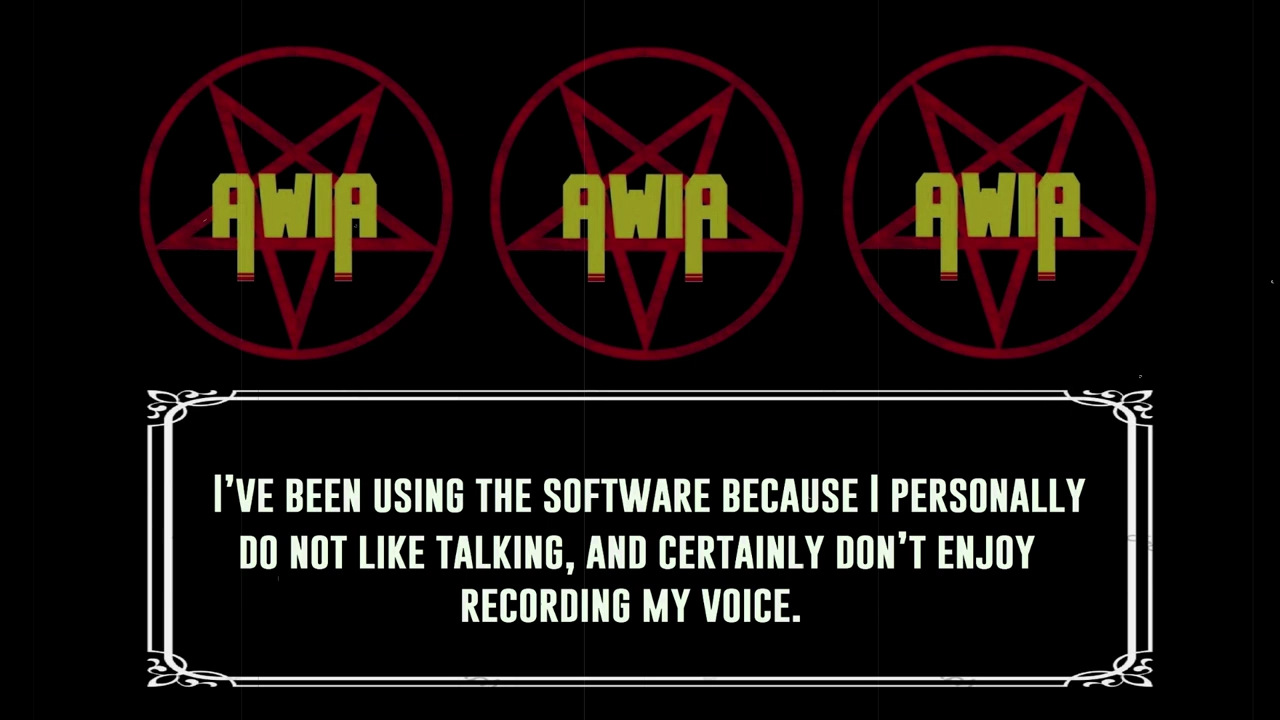 AWIA AWIA AWIA
I'VE BEEN USING THE SOFTWARE BECAUSE I PERSONALLY
DO NOT LIKE TALKING, AND CERTAINLY DON'T ENJOY
RECORDING MY VOICE.